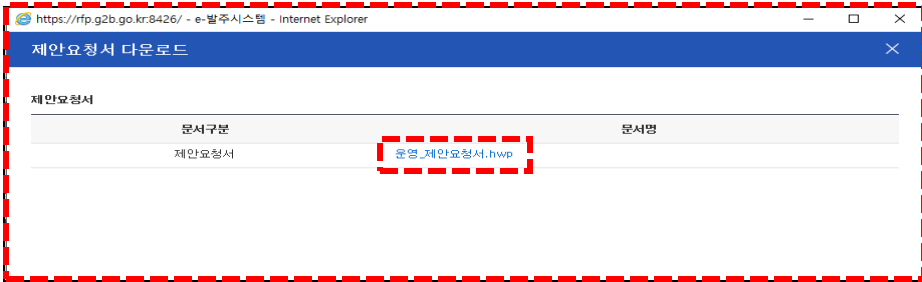 https://rfp.g2b.go.kr:8426/ - e-발주시스템 - Internet Explorer
제안요청서 다운로드
제안요청서
문서구분 문서명
제안요청서 운영_제안요청서.hwp